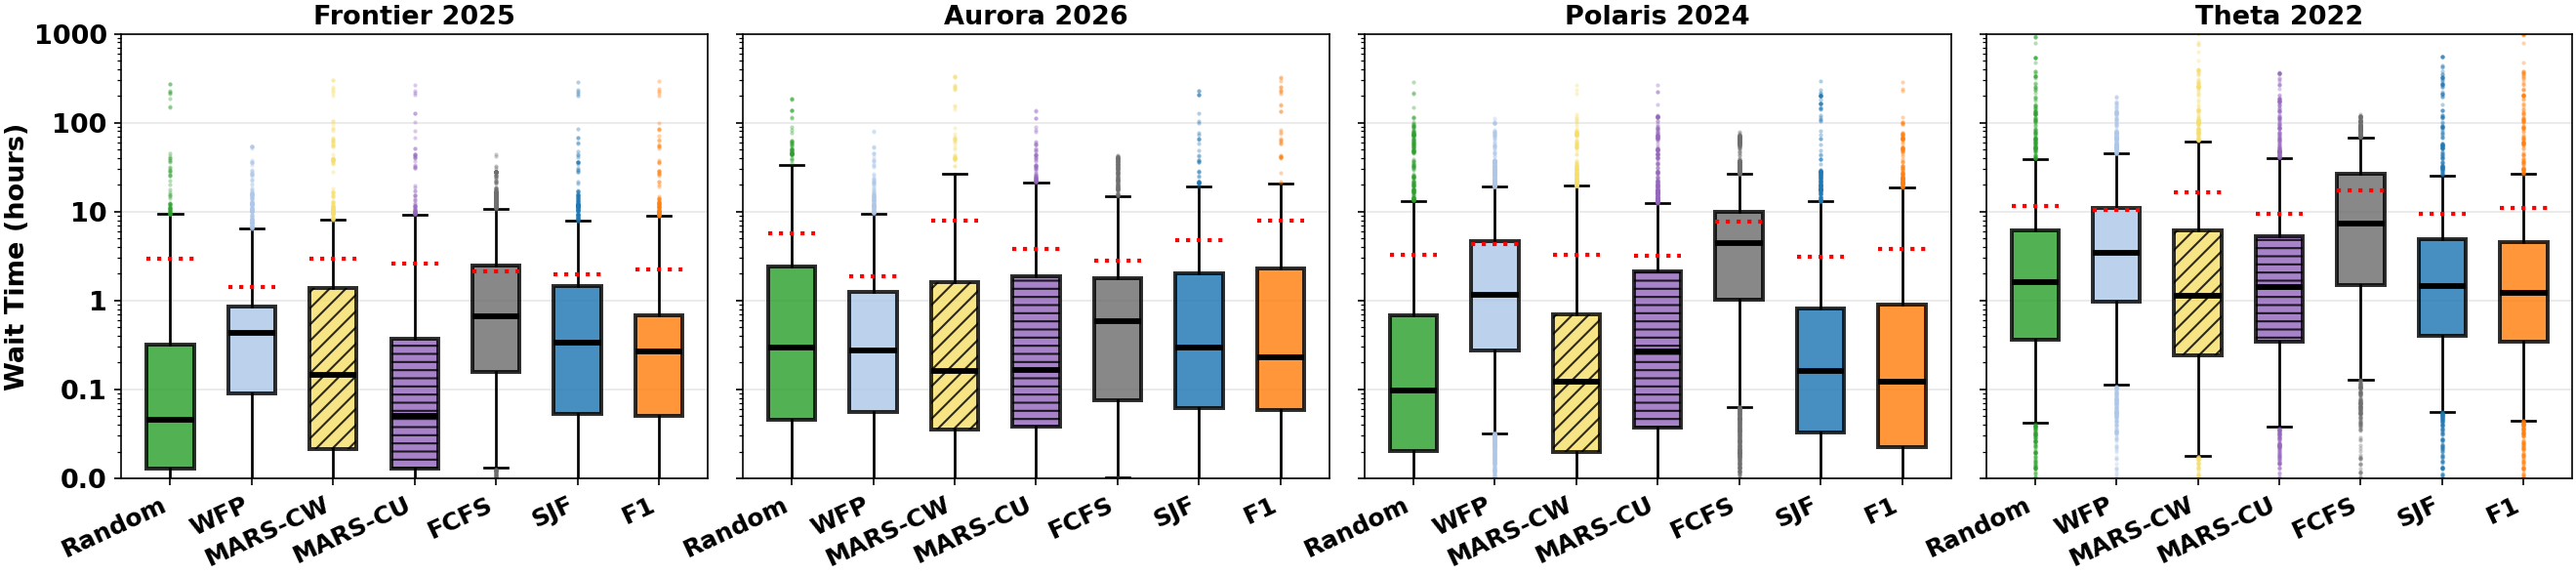 Frontier 2025
Aurora 2026
Polaris 2024
Theta 2022
Wait Time (hours)
1000
100
10
1
0.1
0.0
Random
WFP
MARS-CW
MARS-CU
FCFS
SJF
F1
Random
WFP
MARS-CW
MARS-CU
FCFS
SJF
F1
Random
WFP
MARS-CW
MARS-CU
FCFS
SJF
F1
Random
WFP
MARS-CW
MARS-CU
FCFS
SJF
F1